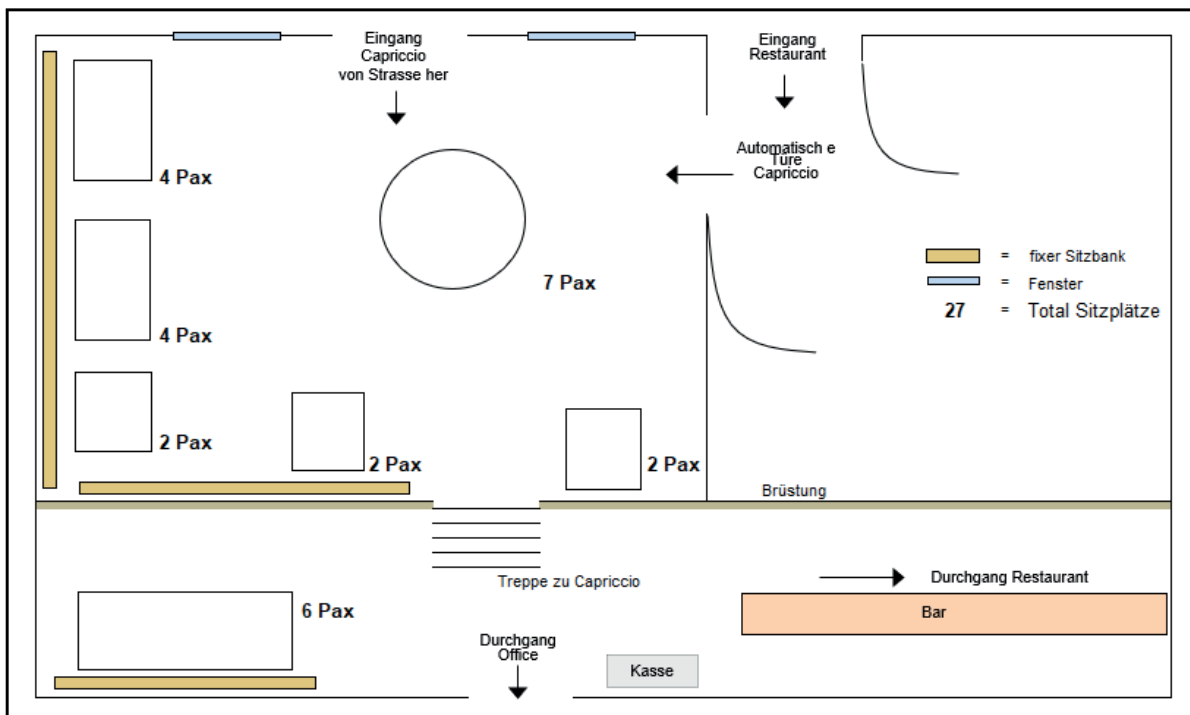 Eingang
Capriccio
von Strasse her
Eingang
Restaurant
4 Pax
Automatisch e
Türe
Capriccio
7 Pax
= fixer Sitzbank
= Fenster
27 = Total Sitzplätze
4 Pax
2 Pax
2 Pax
2 Pax
Brüstung
Treppe zu Capriccio
Durchgang Restaurant
6 Pax
Bar
Durchgang
Office
Kasse